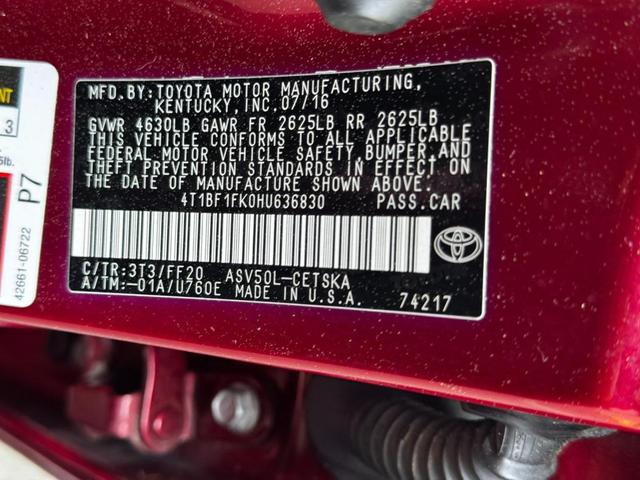 MFD.BY:TOYOTA MOTOR MANUFACTURING,
KENTUCKY,INC.07/16
GVWR 4630LB GAWR FR 2625LB RR 2625LB
THIS VEHICLE CONFORMS TO ALL APPLICABLE
FEDERAL MOTOR VEHICLE SAFETY,BUMPER,AND
THEFT PREVENTION STANDARDS IN EFFECT ON
THE DATE OF MANUFACTURE SHOWN ABOVE.
4T1BF1FK0HU636830 PASS.CAR
C/TR:3T3/FF20 ASV50L-CETSKA
A/TM:-01A/U760E MADE IN U.S.A. 74217
P7
42661-06722